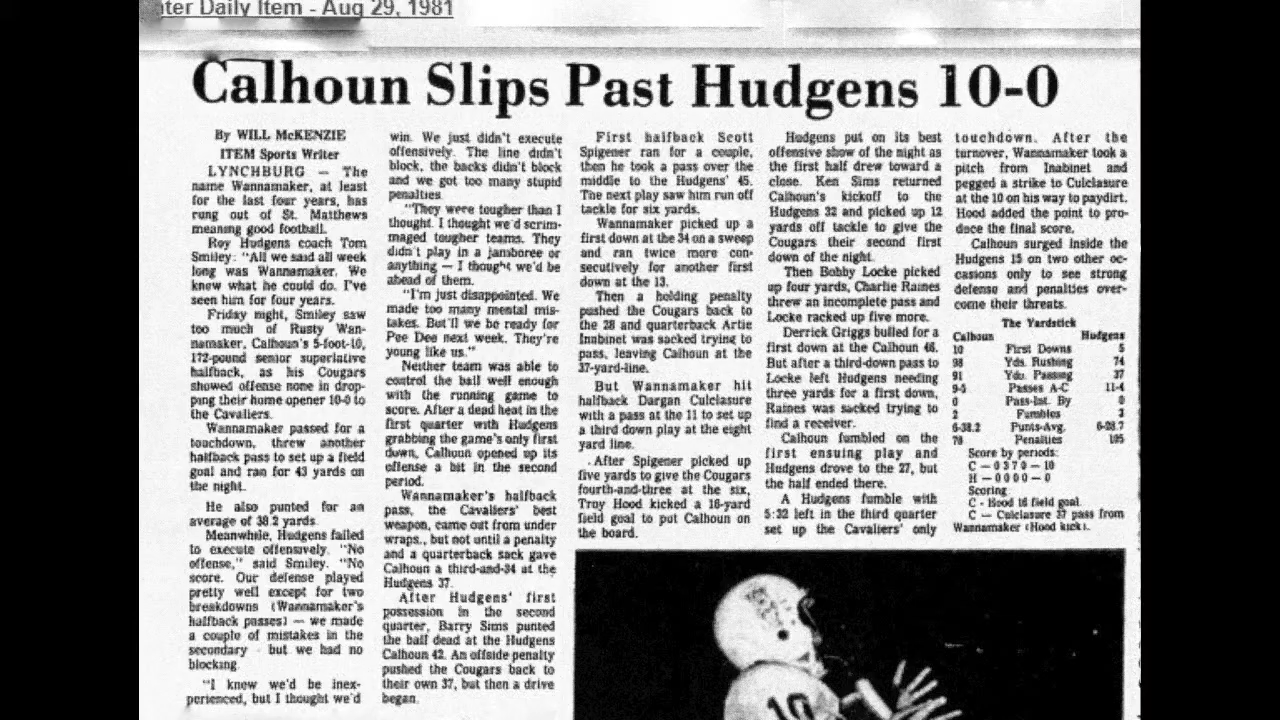 ter Daily Item - Aug 29, 1981
Calhoun Slips Past Hudgens 10-0
By WILL McKENZIE
ITEM Sports Writer
LYNCHBURG — The
name Wannamaker, at least
for the last four years, has
rung out of St. Matthews
meaning good football.
Roy Hudgens coach Tom
Smiley: "All we said all week
long was Wannamaker. We
knew what he could do. I've
seen him for four years.
Friday night, Smiley saw
too much of Rusty Wan-
namaker, Calhoun's 5-foot-10,
172-pound senior superlative
halfback, as his Cougars
showed offense none in drop-
ping their home opener 10-0 to
the Cavaliers.
Wannamaker passed for a
touchdown, threw another
halfback pass to set up a field
goal and ran for 43 yards on
the night.
He also punted for an
average of 38.2 yards.
Meanwhile, Hudgens failed
to execute offensively. "No
offense," said Smiley. "No
score. Our defense played
pretty well except for two
breakdowns (Wannamaker's
halfback passes) — we made
a couple of mistakes in the
secondary - but we had no
blocking.
"I knew we'd be inex-
perienced, but I thought we'd
win. We just didn't execute
offensively. The line didn't
block, the backs didn't block
and we got too many stupid
penalties.
"They were tougher than I
thought. I thought we'd scrim-
maged tougher teams. They
didn't play in a jamboree or
anything — I thought we'd be
ahead of them.
"I'm just disappointed. We
made too many mental mis-
takes. But we'll be ready for
Pee Dee next week. They're
young like us."
Neither team was able to
control the ball well enough
with the running game to
score. After a dead heat in the
first quarter with Hudgens
grabbing the game's only first
down, Calhoun opened up its
offense a bit in the second
period.
Wannamaker's halfback
pass, the Cavaliers' best
weapon, came out from under
wraps., but not until a penalty
and a quarterback sack gave
Calhoun a third-and-34 at the
Hudgens 37.
After Hudgens' first
possession in the second
quarter, Barry Sims punted
the ball dead at the Hudgens
Calhoun 42. An offside penalty
pushed the Cougars back to
their own 37, but then a drive
began.
First halfback Scott
Spigener ran for a couple,
then he took a pass over the
middle to the Hudgens' 45.
The next play saw him run off
tackle for six yards.
Wannamaker picked up a
first down at the 34 on a sweep
and ran twice more con-
secutively for another first
down at the 13.
Then a holding penalty
pushed the Cougars back to
the 28 and quarterback Artie
Inabinet was sacked trying to
pass, leaving Calhoun at the
37-yard-line.
But Wannamaker hit
halfback Dargan Culclasure
with a pass at the 11 to set up
a third down play at the eight
yard line.
After Spigener picked up
five yards to give the Cougars
fourth-and-three at the six,
Troy Hood kicked a 16-yard
field goal to put Calhoun on
the board.
Hudgens put on its best
offensive show of the night as
the first half drew toward a
close. Ken Sims returned
Calhoun's kickoff to the
Hudgens 32 and picked up 12
yards off tackle to give the
Cougars their second first
down of the night.
Then Bobby Locke picked
up four yards, Charlie Raines
threw an incomplete pass and
Locke racked up five more.
Derrick Griggs bulled for a
first down at the Calhoun 46.
But after a third-down pass to
Locke left Hudgens needing
three yards for a first down,
Raines was sacked trying to
find a receiver.
Calhoun fumbled on the
first ensuing play and
Hudgens drove to the 27, but
the half ended there.
A Hudgens fumble with
5:32 left in the third quarter
set up the Cavaliers' only
touchdown. After the
turnover, Wannamaker took a
pitch from Inabinet and
pegged a strike to Culclasure
at the 10 on his way to paydirt.
Hood added the point to pro-
duce the final score.
Calhoun surged inside the
Hudgens 15 on two other oc-
casions only to see strong
defense and penalties over-
come their threats.
The Yardstick
Calhoun Hudgens
10 First Downs 5
98 Yds. Rushing 74
91 Yds. Passing 37
9-5 Passes A-C 11-4
0 Pass-Int. By 0
2 Fumbles
6-38.2 Punts-Avg. 6-28.7
78 Penalties 105
Score by periods:
C — 0 3 7 0 — 10
H — 0 0 0 0 — 0
Scoring
C - Hood 16 field goal.
C — Culclasure 37 pass from
Wannamaker (Hood kick).
10